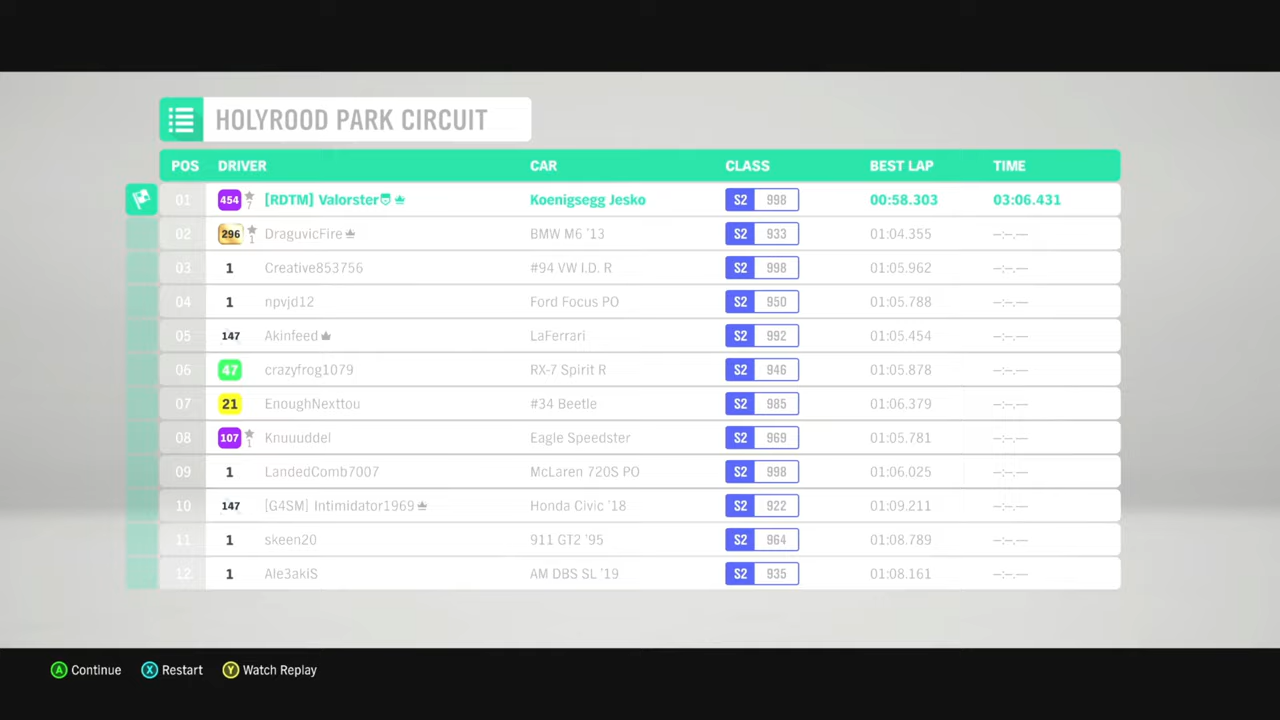 HOLYROOD PARK CIRCUIT
POS DRIVER CAR CLASS BEST LAP TIME
01 454 7 [RDTM] Valorster Koenigsegg Jesko S2 998 00:58.303 03:06.431
02 296 1 DraguvicFire BMW M6 '13 S2 933 01:04.355 --:--.---
03 1 Creative853756 #94 VW I.D. R S2 998 01:05.962 --:--.---
04 1 npvjd12 Ford Focus PO S2 950 01:05.788 --:--.---
05 147 Akinfeed LaFerrari S2 992 01:05.454 --:--.---
06 47 crazyfrog1079 RX-7 Spirit R S2 946 01:05.878 --:--.---
07 21 EnoughNexttou #34 Beetle S2 985 01:06.379 --:--.---
08 107 1 Knuuuddel Eagle Speedster S2 969 01:05.781 --:--.---
09 1 LandedComb7007 McLaren 720S PO S2 998 01:06.025 --:--.---
10 147 [G4SM] Intimidator1969 Honda Civic '18 S2 922 01:09.211 --:--.---
11 1 skeen20 911 GT2 '95 S2 964 01:08.789 --:--.---
12 1 Ale3akiS AM DBS SL '19 S2 935 01:08.161 --:--.---
A Continue X Restart Y Watch Replay